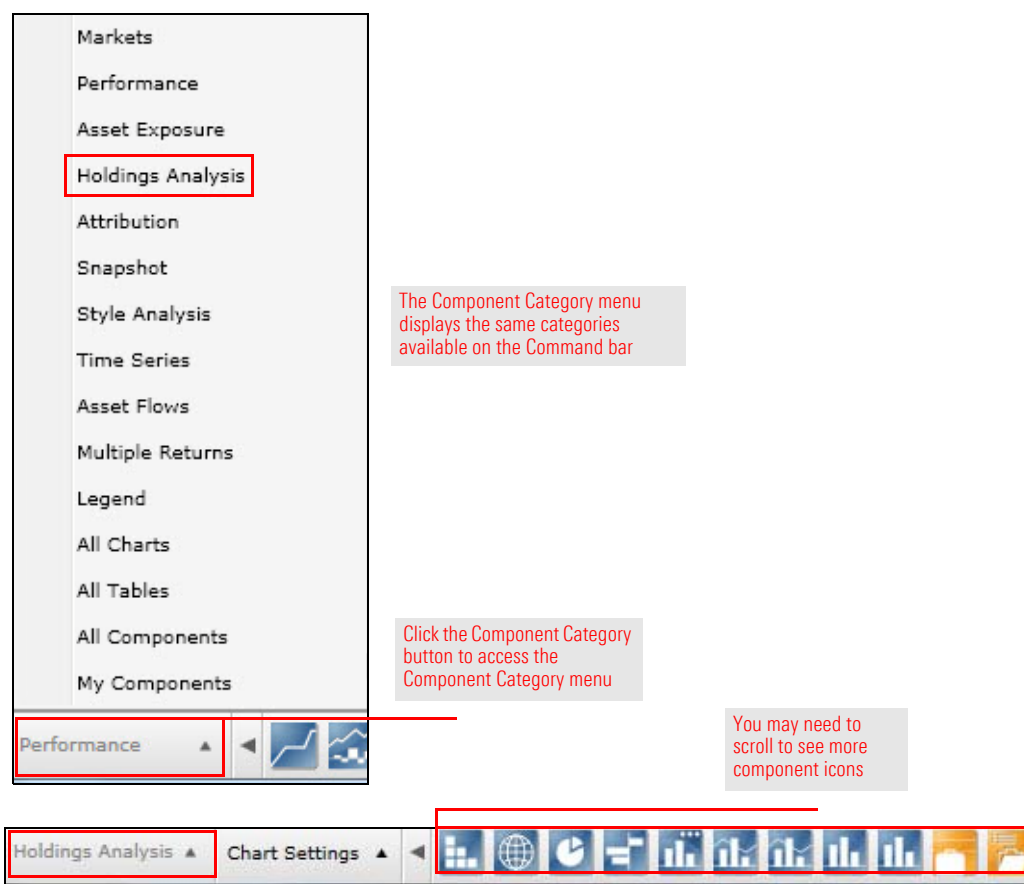 Markets
Performance
Asset Exposure
Holdings Analysis
Attribution
Snapshot
Style Analysis
Time Series
Asset Flows
Multiple Returns
Legend
All Charts
All Tables
All Components
My Components
The Component Category menu
displays the same categories
available on the Command bar
Click the Component Category
button to access the
Component Category menu
Performance
You may need to
scroll to see more
component icons
Holdings Analysis
Chart Settings